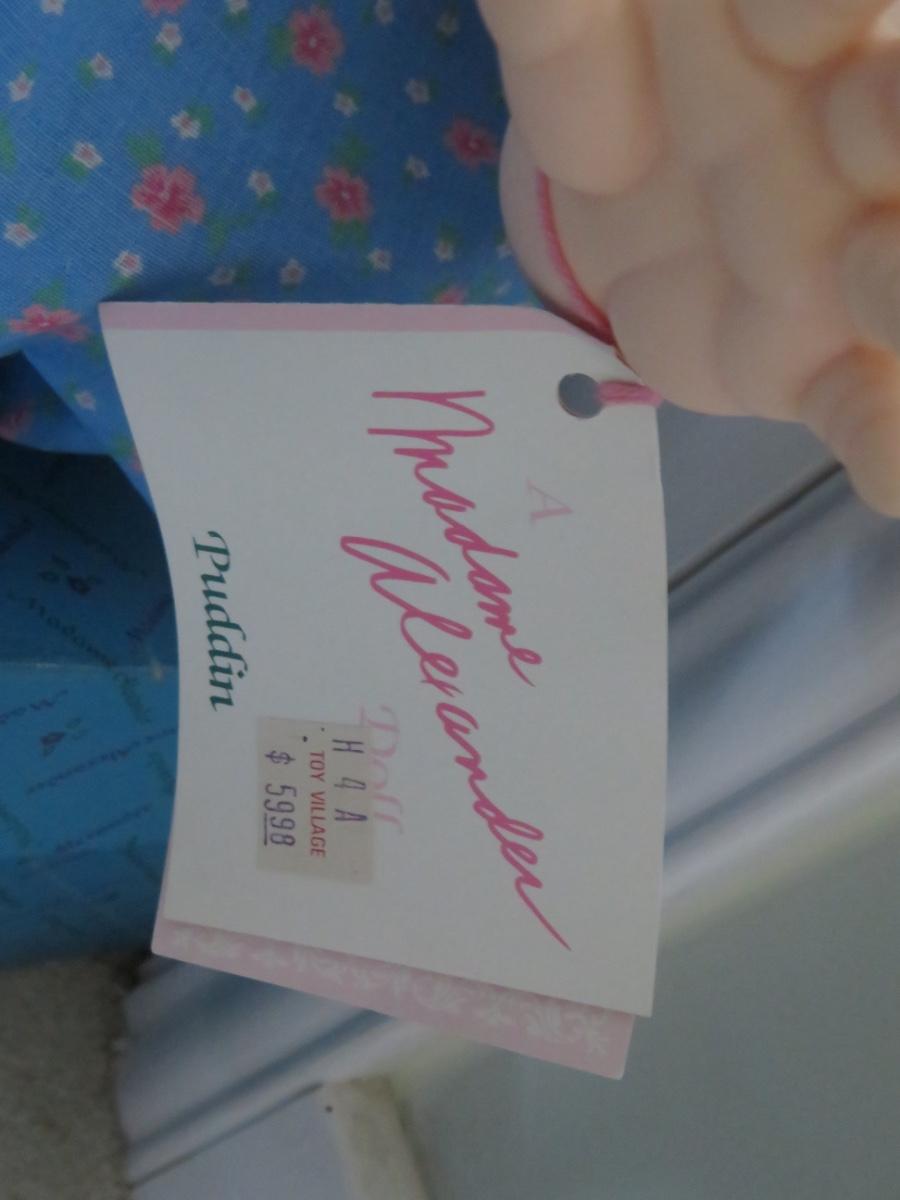 A
Madame
Alexander
Doll
H 4 A
TOY VILLAGE
$ 5998
Puddin